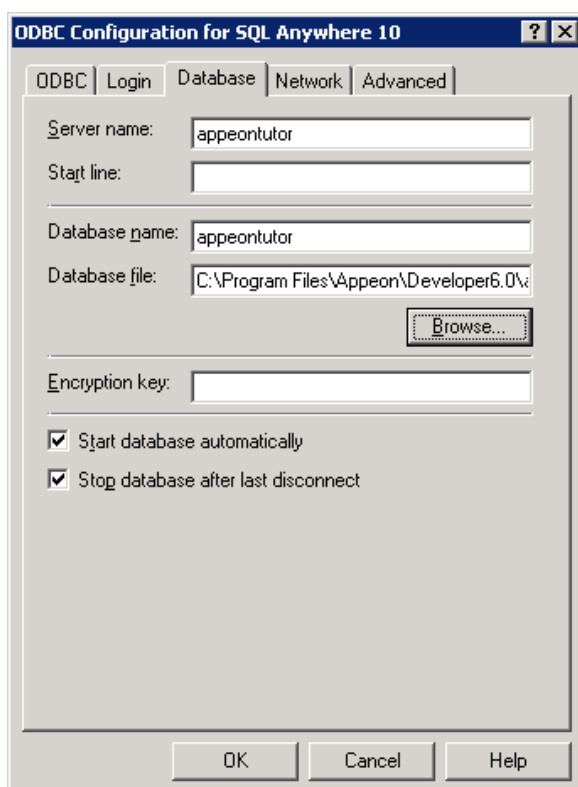 ODBC Configuration for SQL Anywhere 10
ODBC Login Database Network Advanced
Server name: appeontutor
Start line:
Database name: appeontutor
Database file: C:\Program Files\Appeon\Developer6.0\a
Browse...
Encryption key:
Start database automatically
Stop database after last disconnect
OK Cancel Help